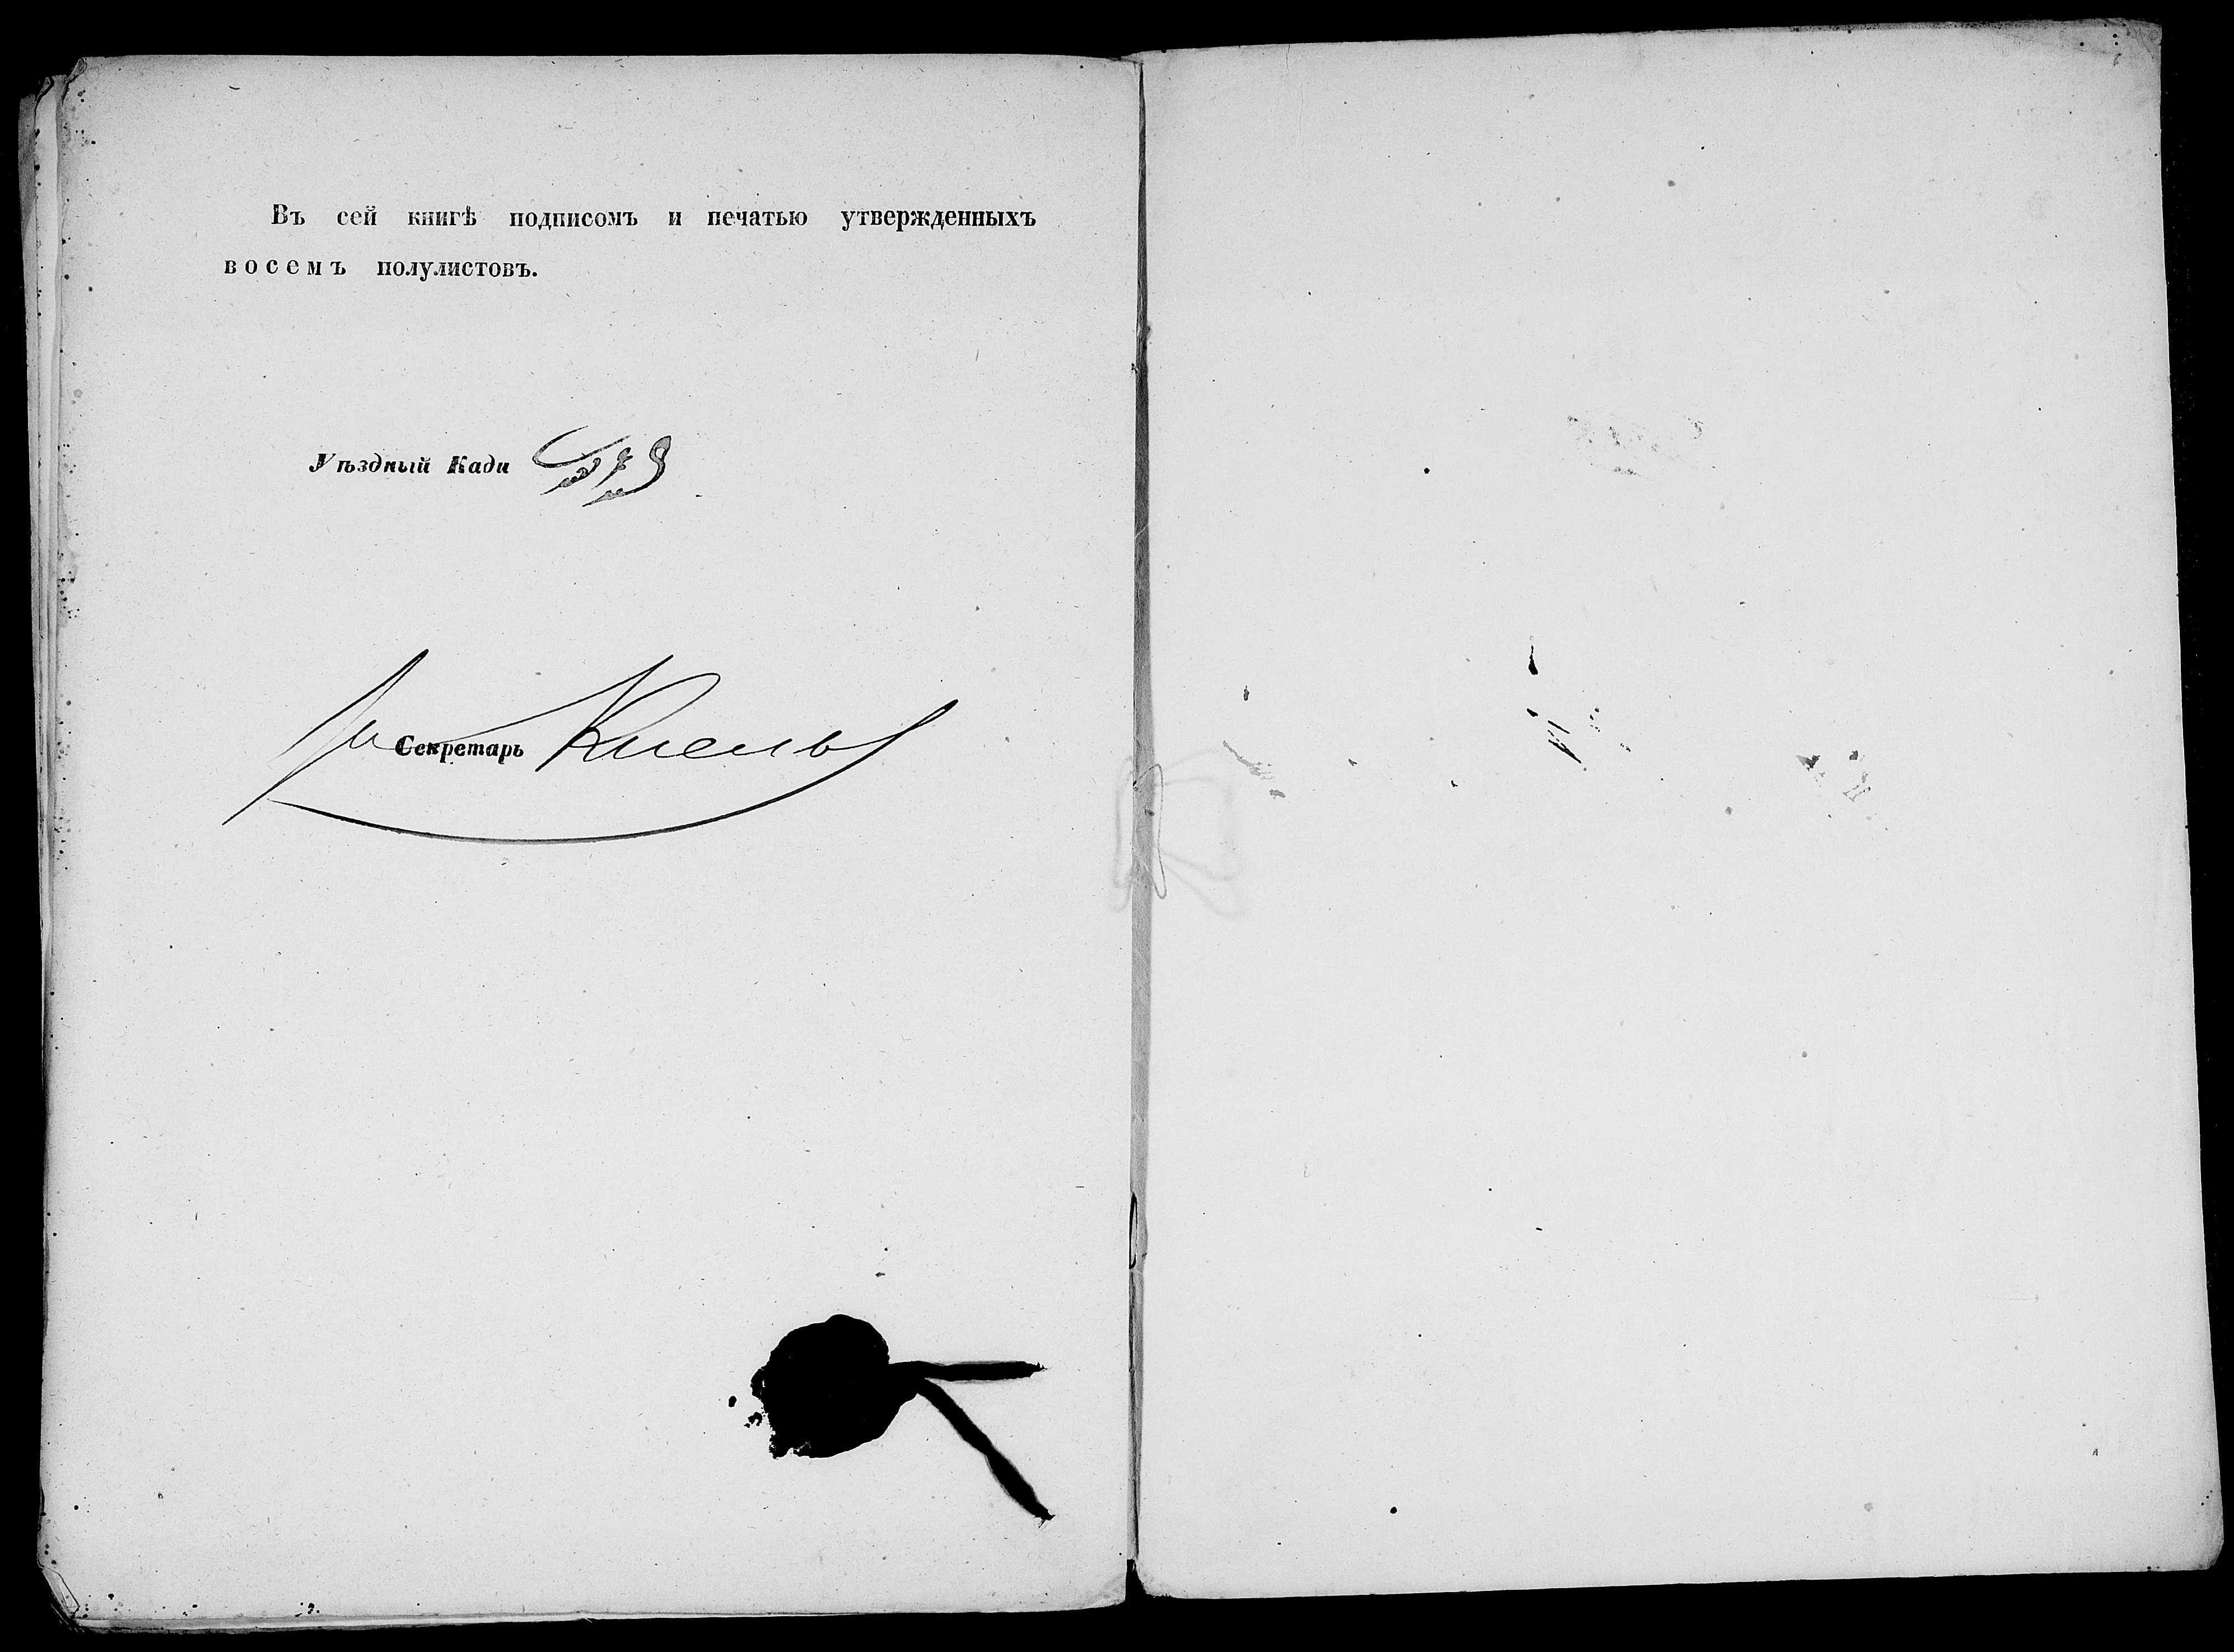 Въ сей книгѣ подписомъ и печатью утвержденныхъ
восемъ полулистовъ.
Уѣздный Кади
Секретарь